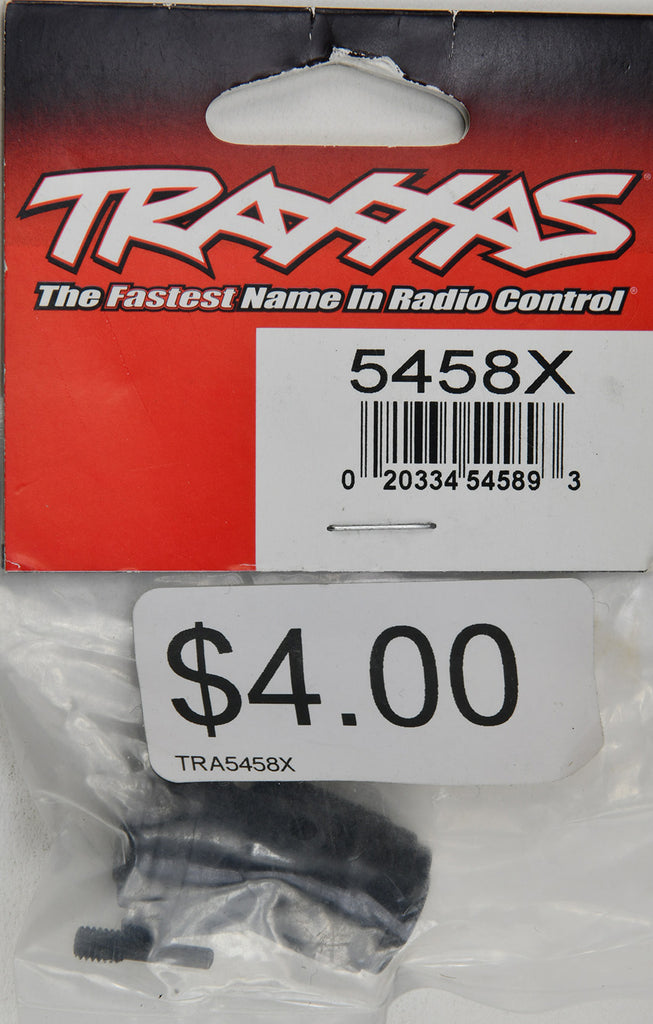 TRAXXAS®
The Fastest Name In Radio Control®
5458X
0 20334 54589 3
$4.00
TRA5458X